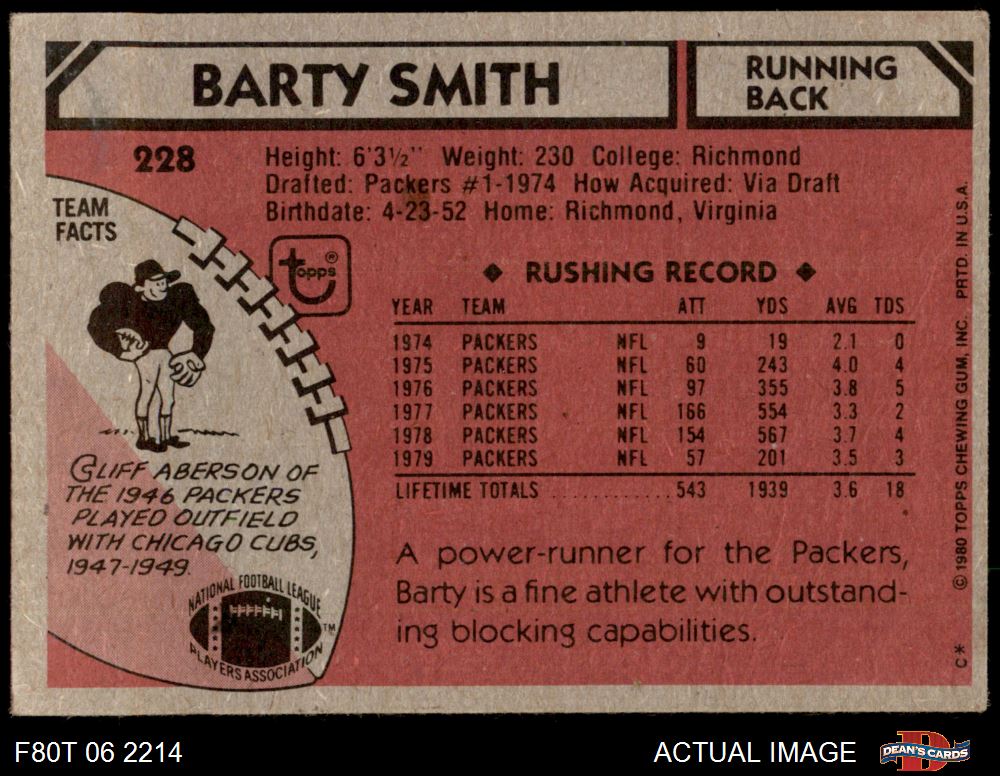 BARTY SMITH
RUNNING
BACK
228
Height: 6'3½" Weight: 230 College: Richmond
Drafted: Packers #1-1974 How Acquired: Via Draft
Birthdate: 4-23-52 Home: Richmond, Virginia
TEAM
FACTS
topps®
CLIFF ABERSON OF
THE 1946 PACKERS
PLAYED OUTFIELD
WITH CHICAGO CUBS,
1947-1949.
NATIONAL FOOTBALL LEAGUE
PLAYERS ASSOCIATION
TM
◆ RUSHING RECORD ◆
YEAR TEAM ATT YDS AVG TDS
1974 PACKERS NFL 9 19 2.1 0
1975 PACKERS NFL 60 243 4.0 4
1976 PACKERS NFL 97 355 3.8 5
1977 PACKERS NFL 166 554 3.3 2
1978 PACKERS NFL 154 567 3.7 4
1979 PACKERS NFL 57 201 3.5 3
LIFETIME TOTALS ........... 543 1939 3.6 18
A power-runner for the Packers,
Barty is a fine athlete with outstand-
ing blocking capabilities.
©1980 TOPPS CHEWING GUM, INC. PRTD. IN U.S.A.
C*
F80T 06 2214
ACTUAL IMAGE
D
DEAN'S CARDS